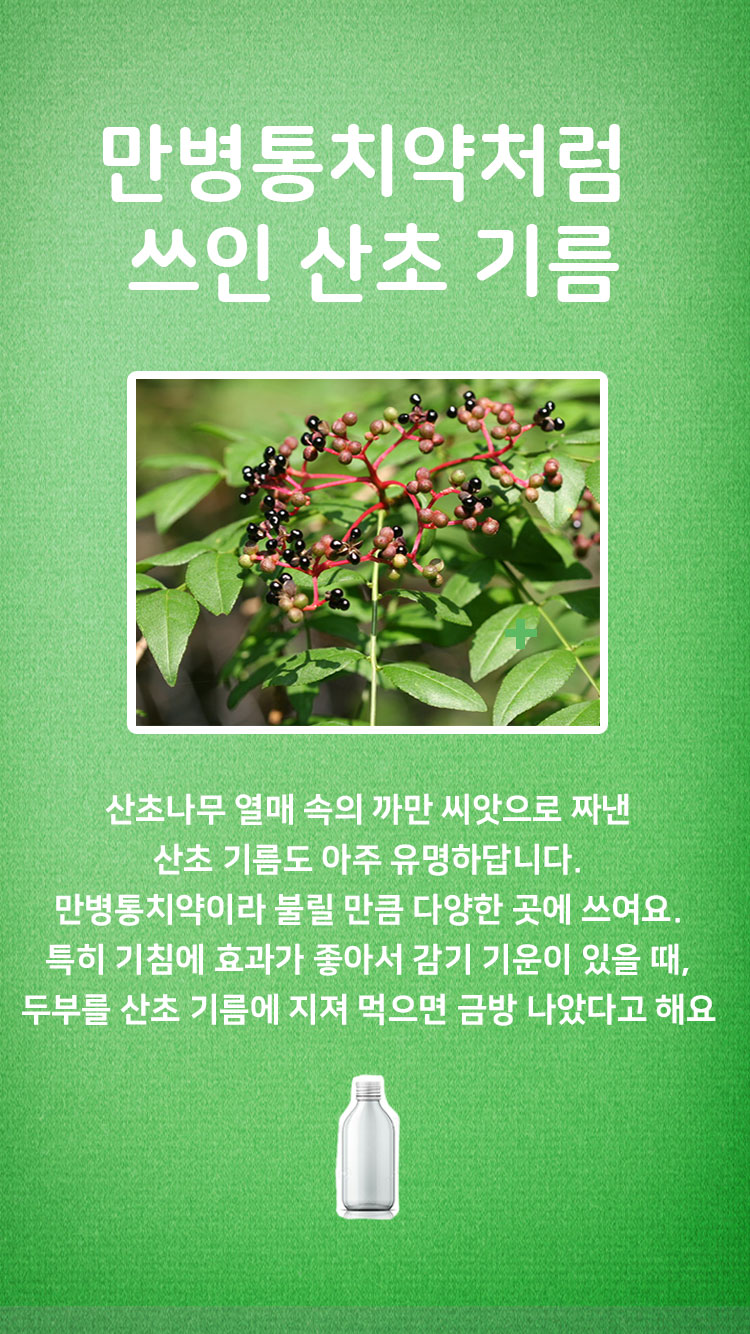 만병통치약처럼
쓰인 산초 기름
산초나무 열매 속의 까만 씨앗으로 짜낸
산초 기름도 아주 유명하답니다.
만병통치약이라 불릴 만큼 다양한 곳에 쓰여요.
특히 기침에 효과가 좋아서 감기 기운이 있을 때,
두부를 산초 기름에 지져 먹으면 금방 나았다고 해요